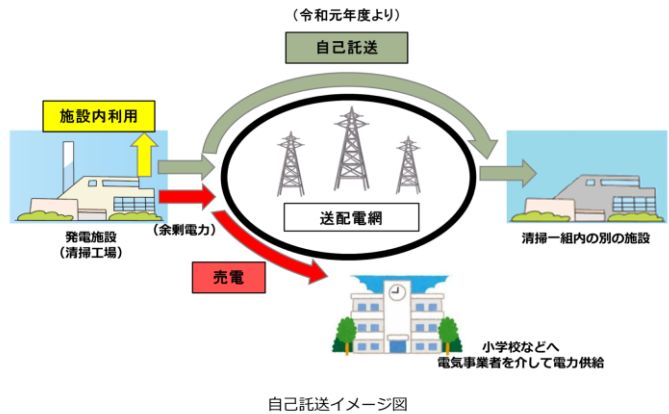 （令和元年度より）
自己託送
施設内利用
送配電網
発電施設
（清掃工場）
（余剰電力）
清掃一組内の別の施設
売電
小学校などへ
電気事業者を介して電力供給
自己託送イメージ図